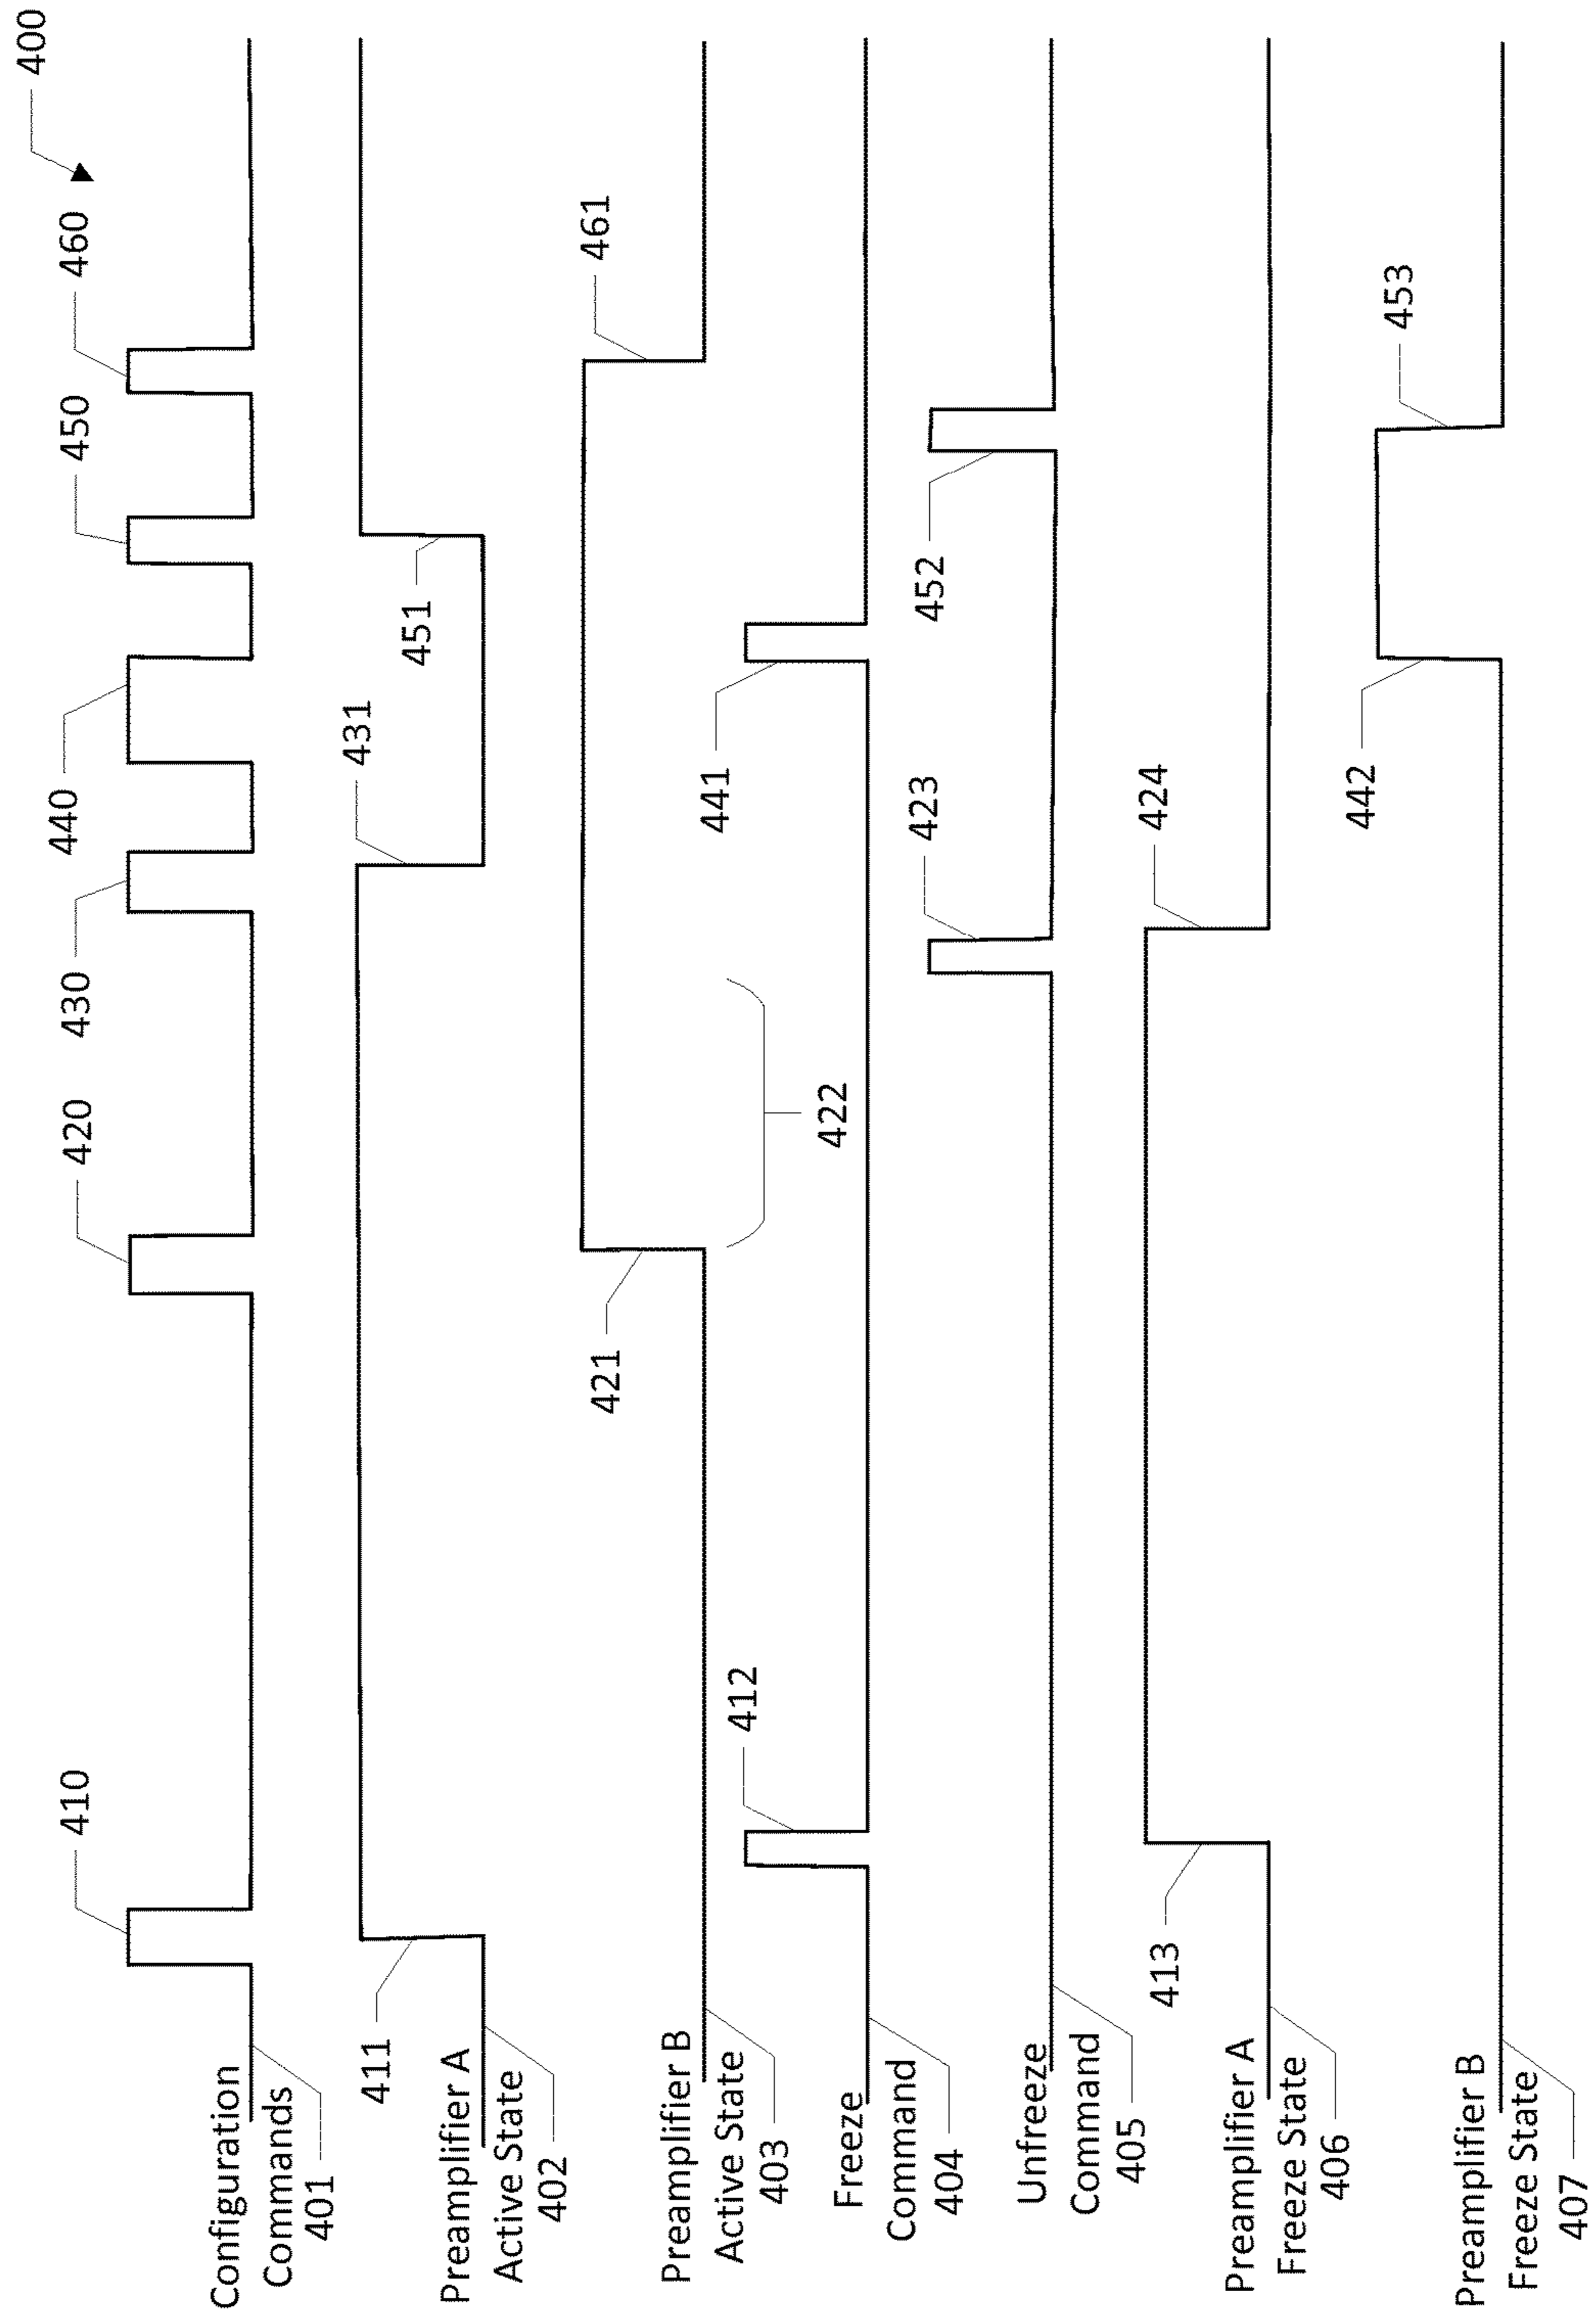 400
Configuration
Commands
401
410
420
430
440
450
460
Preamplifier A
Active State
402
411
431
451
Preamplifier B
Active State
403
421
461
422
Freeze
Command
404
412
441
Unfreeze
Command
405
423
452
Preamplifier A
Freeze State
406
413
424
Preamplifier B
Freeze State
407
442
453